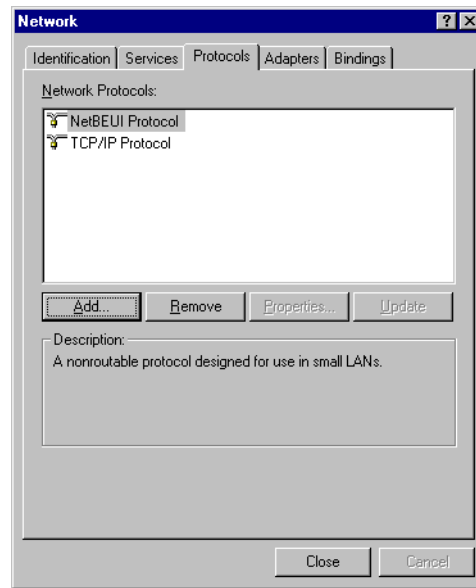 Network
Identification Services Protocols Adapters Bindings
Network Protocols:
NetBEUI Protocol
TCP/IP Protocol
Add... Remove Properties... Update
Description:
A nonroutable protocol designed for use in small LANs.
Close Cancel